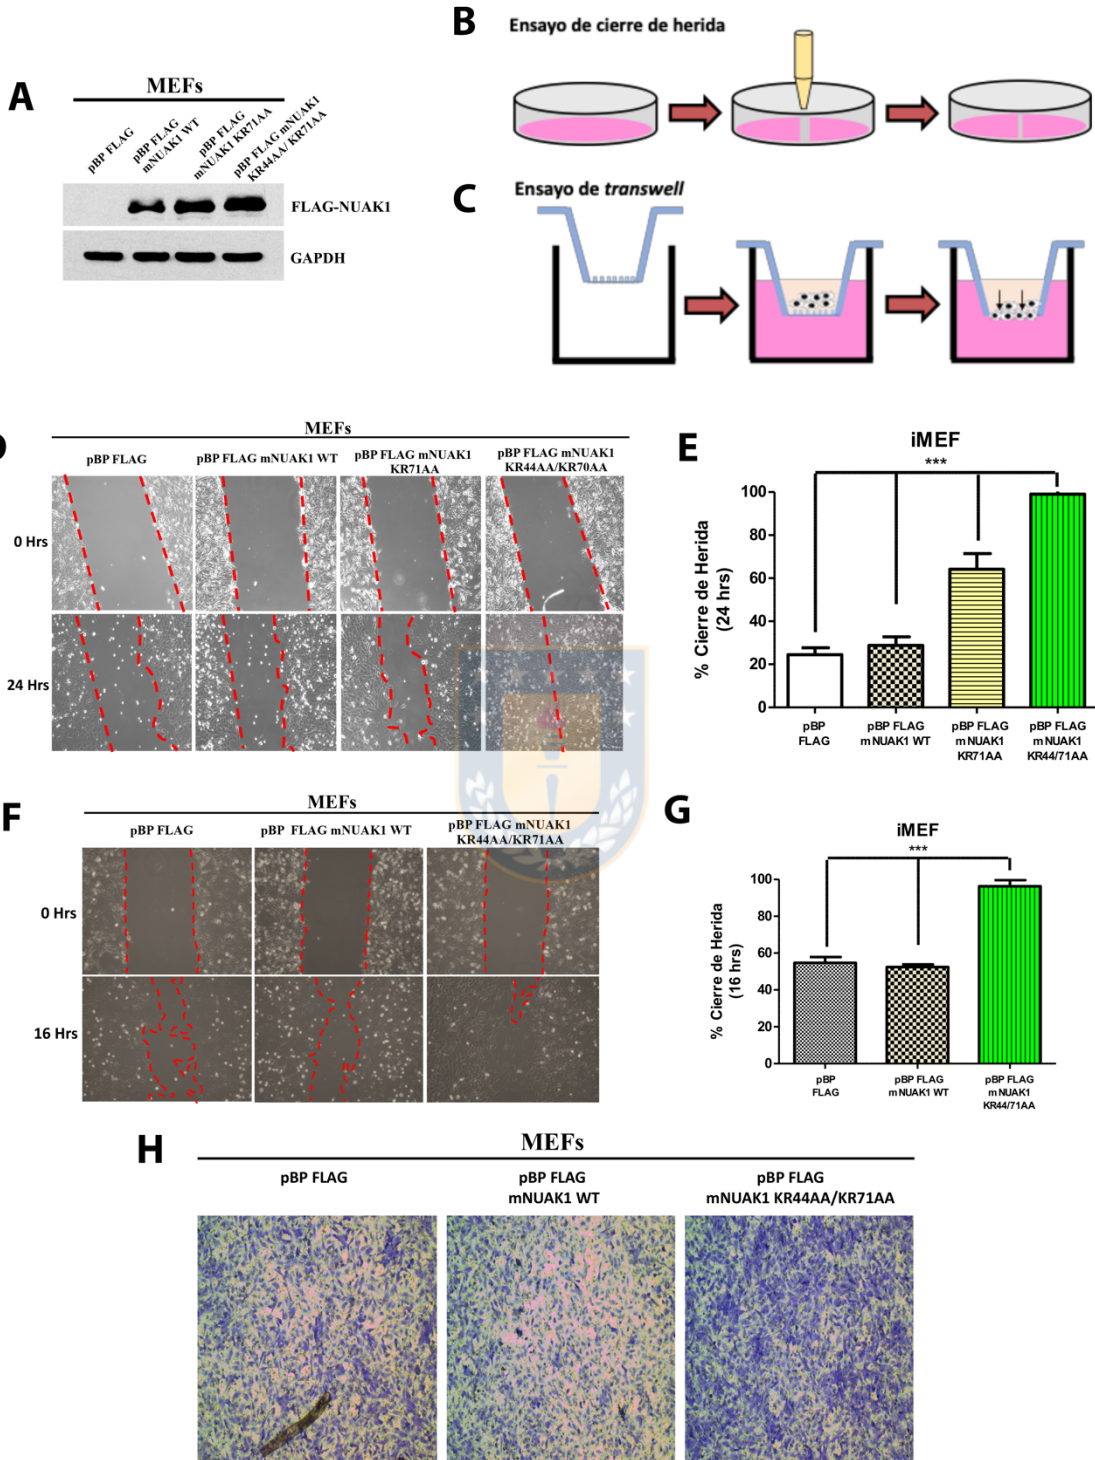 A
MEFs
pBP FLAG
pBP FLAG
mNUAK1 WT
pBP FLAG
mNUAK1 KR71AA
pBP FLAG mNUAK1
KR44AA/ KR71AA
FLAG-NUAK1
GAPDH
B
Ensayo de cierre de herida
C
Ensayo de transwell
D
MEFs
pBP FLAG
pBP FLAG mNUAK1 WT
pBP FLAG mNUAK1
KR71AA
pBP FLAG mNUAK1
KR44AA/KR70AA
0 Hrs
24 Hrs
E
iMEF
***
% Cierre de Herida
(24 hrs)
100
80
60
40
20
0
pBP
FLAG
pBP FLAG
mNUAK1 WT
pBP FLAG
mNUAK1
KR71AA
pBP FLAG
mNUAK1
KR44/71AA
F
MEFs
pBP FLAG
pBP FLAG mNUAK1 WT
pBP FLAG mNUAK1
KR44AA/KR71AA
0 Hrs
16 Hrs
G
iMEF
***
% Cierre de Herida
(16 hrs)
100
80
60
40
20
0
pBP
FLAG
pBP FLAG
mNUAK1 WT
pBP FLAG
mNUAK1
KR44/71AA
H
MEFs
pBP FLAG
pBP FLAG
mNUAK1 WT
pBP FLAG
mNUAK1 KR44AA/KR71AA